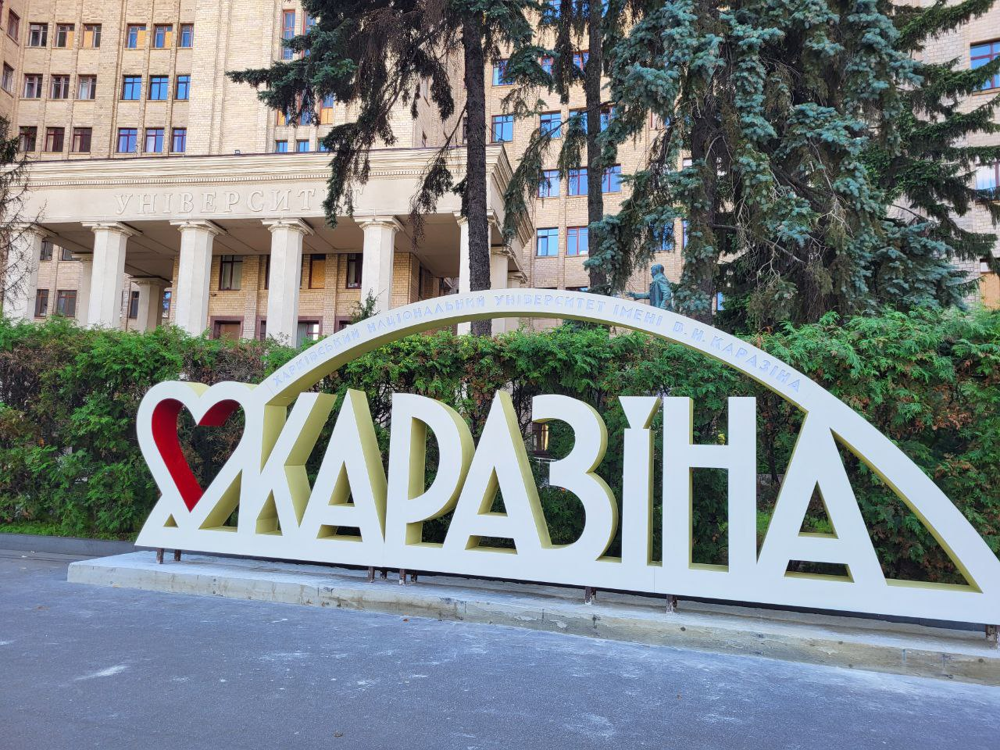 УНІВЕРСИТЕТ
ХАРКІВСЬКИЙ НАЦІОНАЛЬНИЙ УНІВЕРСИТЕТ ІМЕНІ В. Н. КАРАЗІНА
КАРАЗІНА